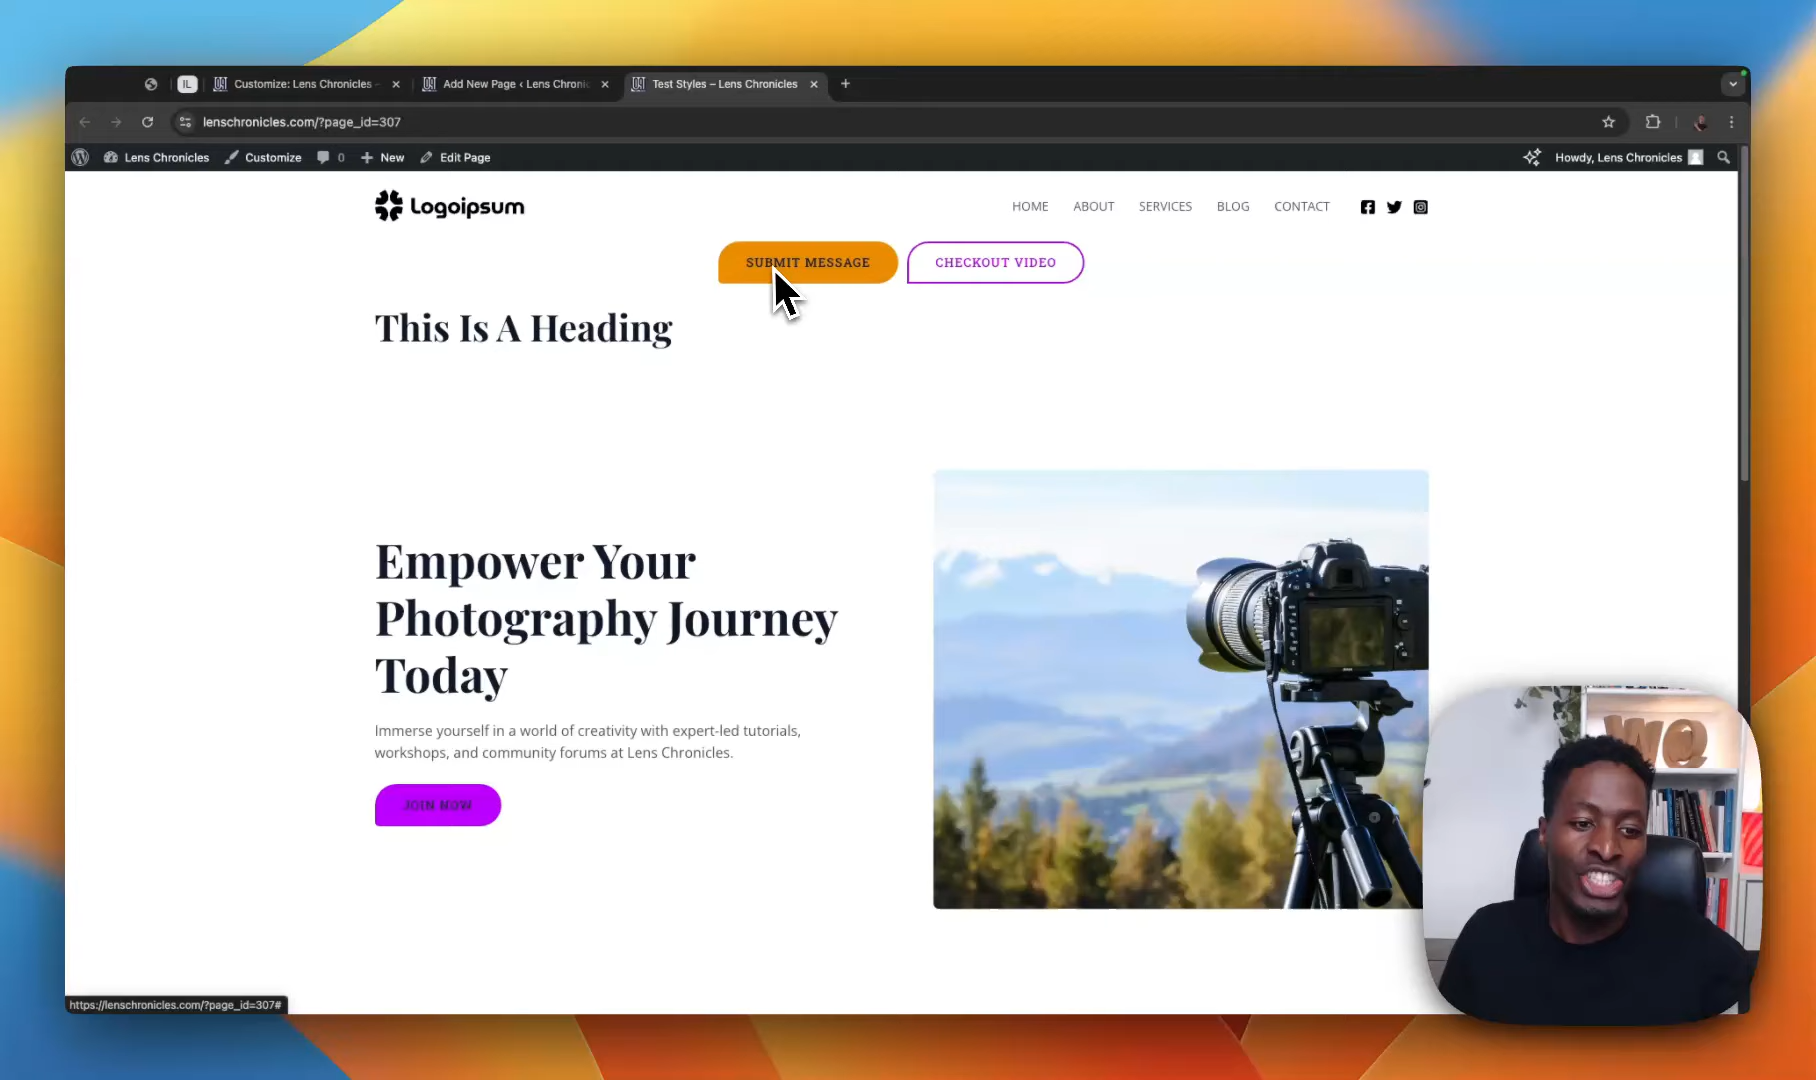 IL
Customize: Lens Chronicles -
Add New Page ‹ Lens Chronic
Test Styles – Lens Chronicles
lenschronicles.com/?page_id=307
Lens Chronicles
Customize
0
New
Edit Page
Howdy, Lens Chronicles
Logoipsum
HOME
ABOUT
SERVICES
BLOG
CONTACT
SUBMIT MESSAGE
CHECKOUT VIDEO
This Is A Heading
Empower Your
Photography Journey
Today
Immerse yourself in a world of creativity with expert-led tutorials,
workshops, and community forums at Lens Chronicles.
JOIN NOW
WQ
https://lenschronicles.com/?page_id=307#